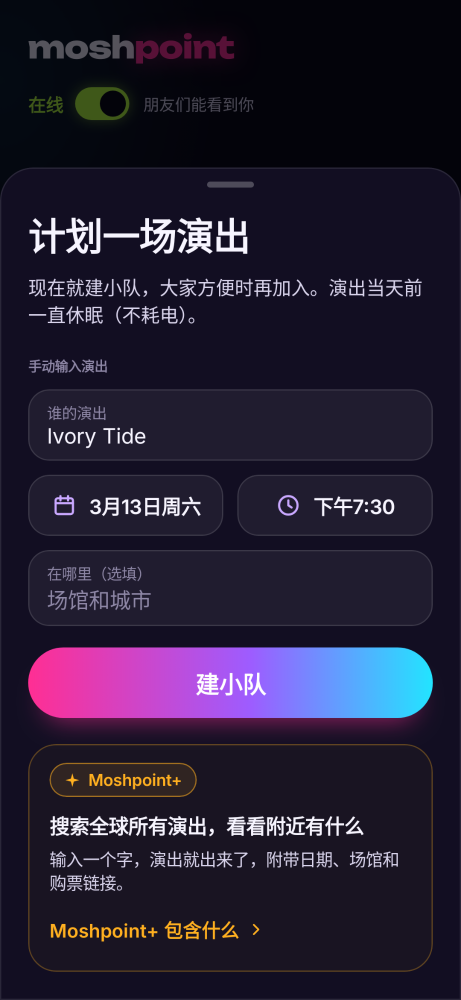 moshpoint
在线
朋友们能看到你
计划一场演出
现在就建小队，大家方便时再加入。演出当天前
一直休眠（不耗电）。
手动输入演出
谁的演出
Ivory Tide
3月13日周六
下午7:30
在哪里（选填）
场馆和城市
建小队
Moshpoint+
搜索全球所有演出，看看附近有什么
输入一个字，演出就出来了，附带日期、场馆和
购票链接。
Moshpoint+ 包含什么